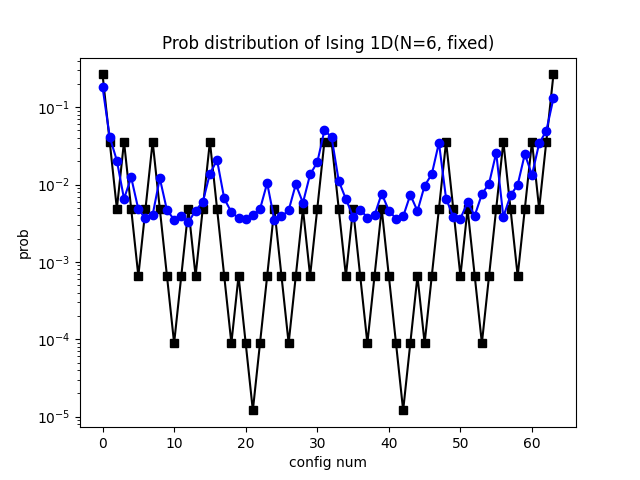 Prob distribution of Ising 1D(N=6, fixed)
prob
10⁻¹
10⁻²
10⁻³
10⁻⁴
10⁻⁵
0 10 20 30 40 50 60
config num